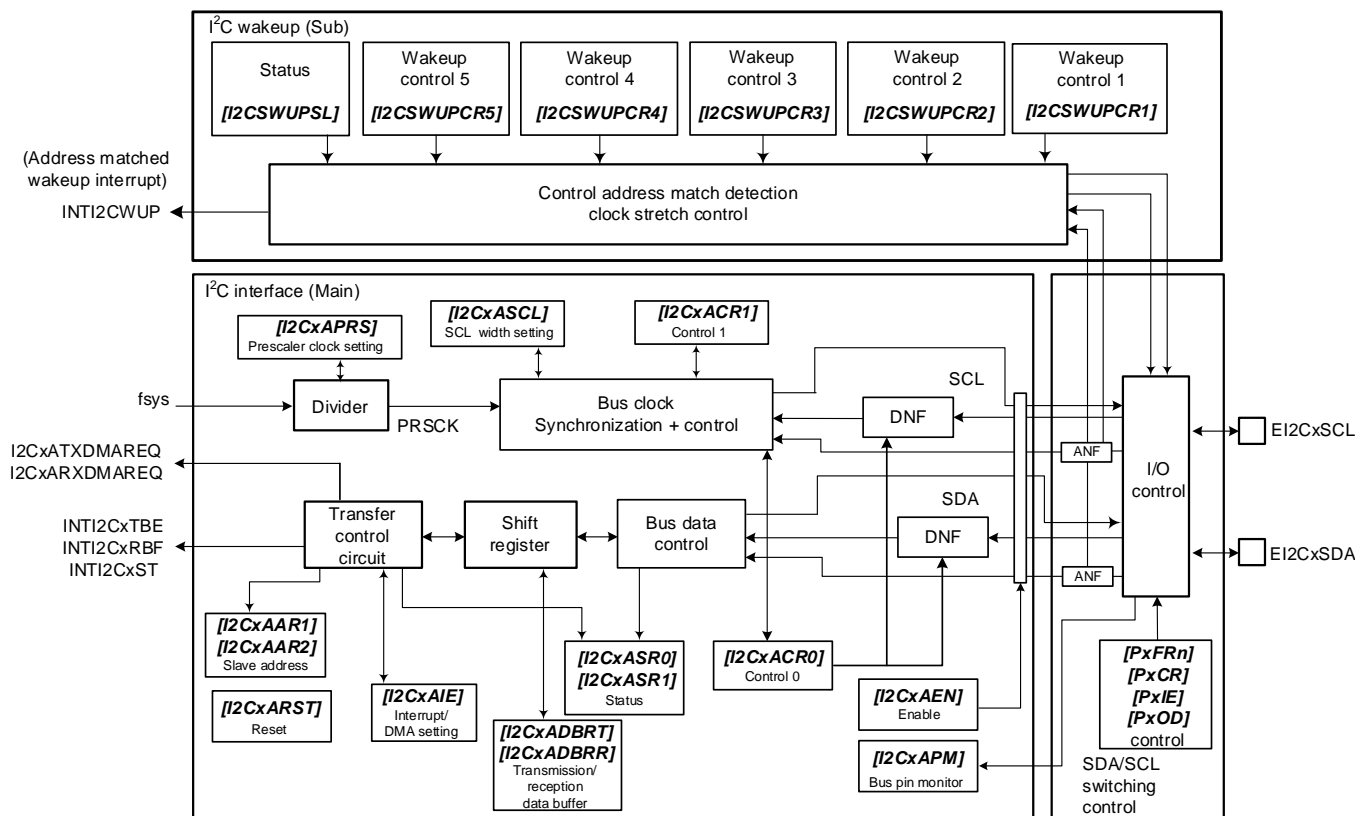 I²C wakeup (Sub)
Status
[I2CSWUPSL]
Wakeup
control 5
[I2CSWUPCR5]
Wakeup
control 4
[I2CSWUPCR4]
Wakeup
control 3
[I2CSWUPCR3]
Wakeup
control 2
[I2CSWUPCR2]
Wakeup
control 1
[I2CSWUPCR1]
(Address matched
wakeup interrupt)
INTI2CWUP
Control address match detection
clock stretch control
I²C interface (Main)
[I2CxAPRS]
Prescaler clock setting
[I2CxASCL]
SCL width setting
[I2CxACR1]
Control 1
fsys
Divider
PRSCK
Bus clock
Synchronization + control
SCL
DNF
ANF
I/O
control
EI2CxSCL
I2CxATXDMAREQ
I2CxARXDMAREQ
INTI2CxTBE
INTI2CxRBF
INTI2CxST
Transfer
control
circuit
Shift
register
Bus data
control
SDA
DNF
ANF
EI2CxSDA
[I2CxAAR1]
[I2CxAAR2]
Slave address
[I2CxARST]
Reset
[I2CxAIE]
Interrupt/
DMA setting
[I2CxADBRT]
[I2CxADBRR]
Transmission/
reception
data buffer
[I2CxASR0]
[I2CxASR1]
Status
[I2CxACR0]
Control 0
[I2CxAEN]
Enable
[I2CxAPM]
Bus pin monitor
[PxFRn]
[PxCR]
[PxIE]
[PxOD]
control
SDA/SCL
switching
control